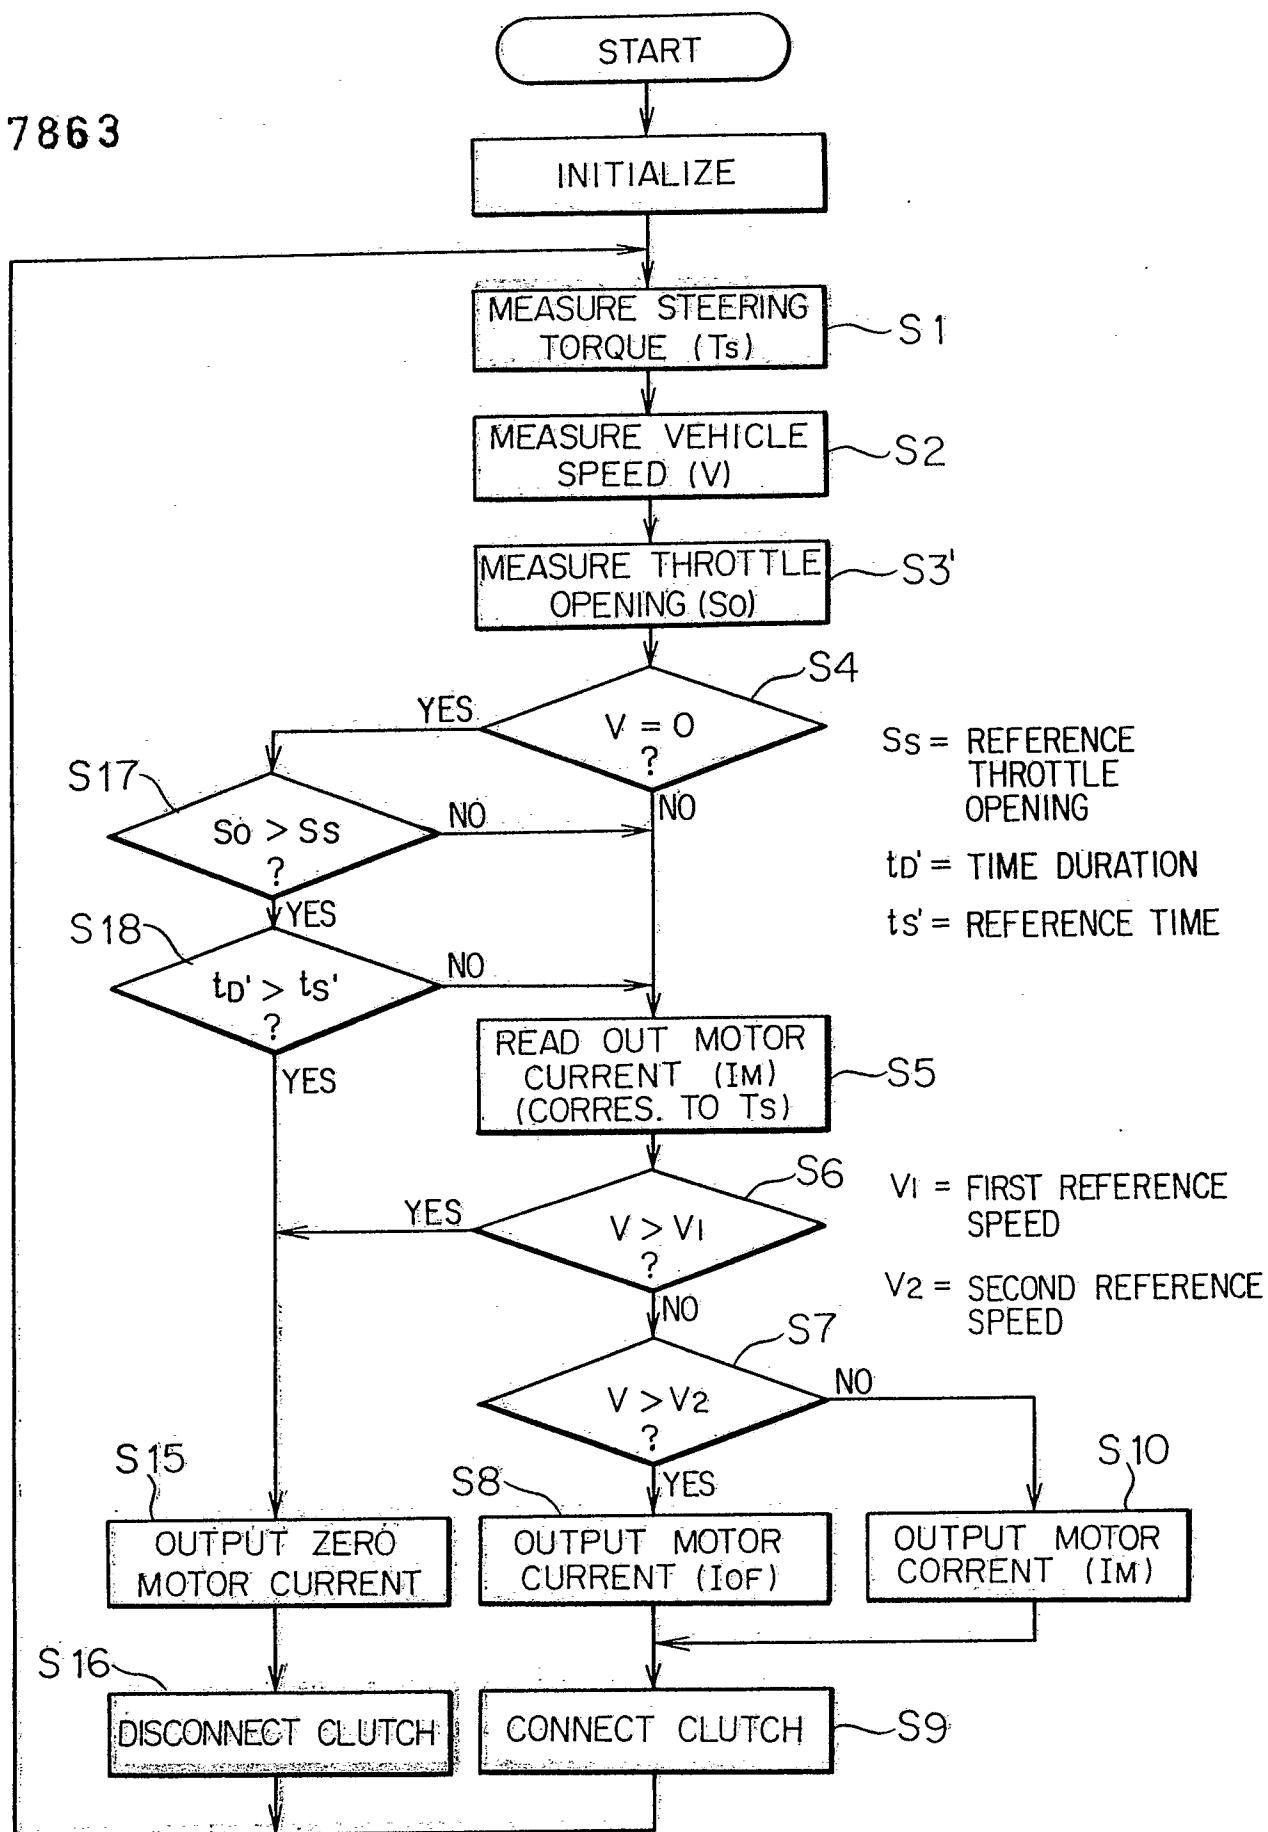 START
7863
INITIALIZE
MEASURE STEERING
TORQUE (Ts)
S1
MEASURE VEHICLE
SPEED (V)
S2
MEASURE THROTTLE
OPENING (SO)
S3'
S4
YES
V = 0
?
NO
SS = REFERENCE
THROTTLE
OPENING
tD' = TIME DURATION
tS' = REFERENCE TIME
S17
SO > SS
?
NO
YES
S18
tD' > tS'
?
NO
YES
READ OUT MOTOR
CURRENT (IM)
(CORRES. TO TS)
S5
S6
YES
V > V1
?
NO
V1 = FIRST REFERENCE
SPEED
V2 = SECOND REFERENCE
SPEED
S7
V > V2
?
NO
YES
S15
OUTPUT ZERO
MOTOR CURRENT
S8
OUTPUT MOTOR
CURRENT (IOF)
S10
OUTPUT MOTOR
CORRENT (IM)
S16
DISCONNECT CLUTCH
CONNECT CLUTCH
S9